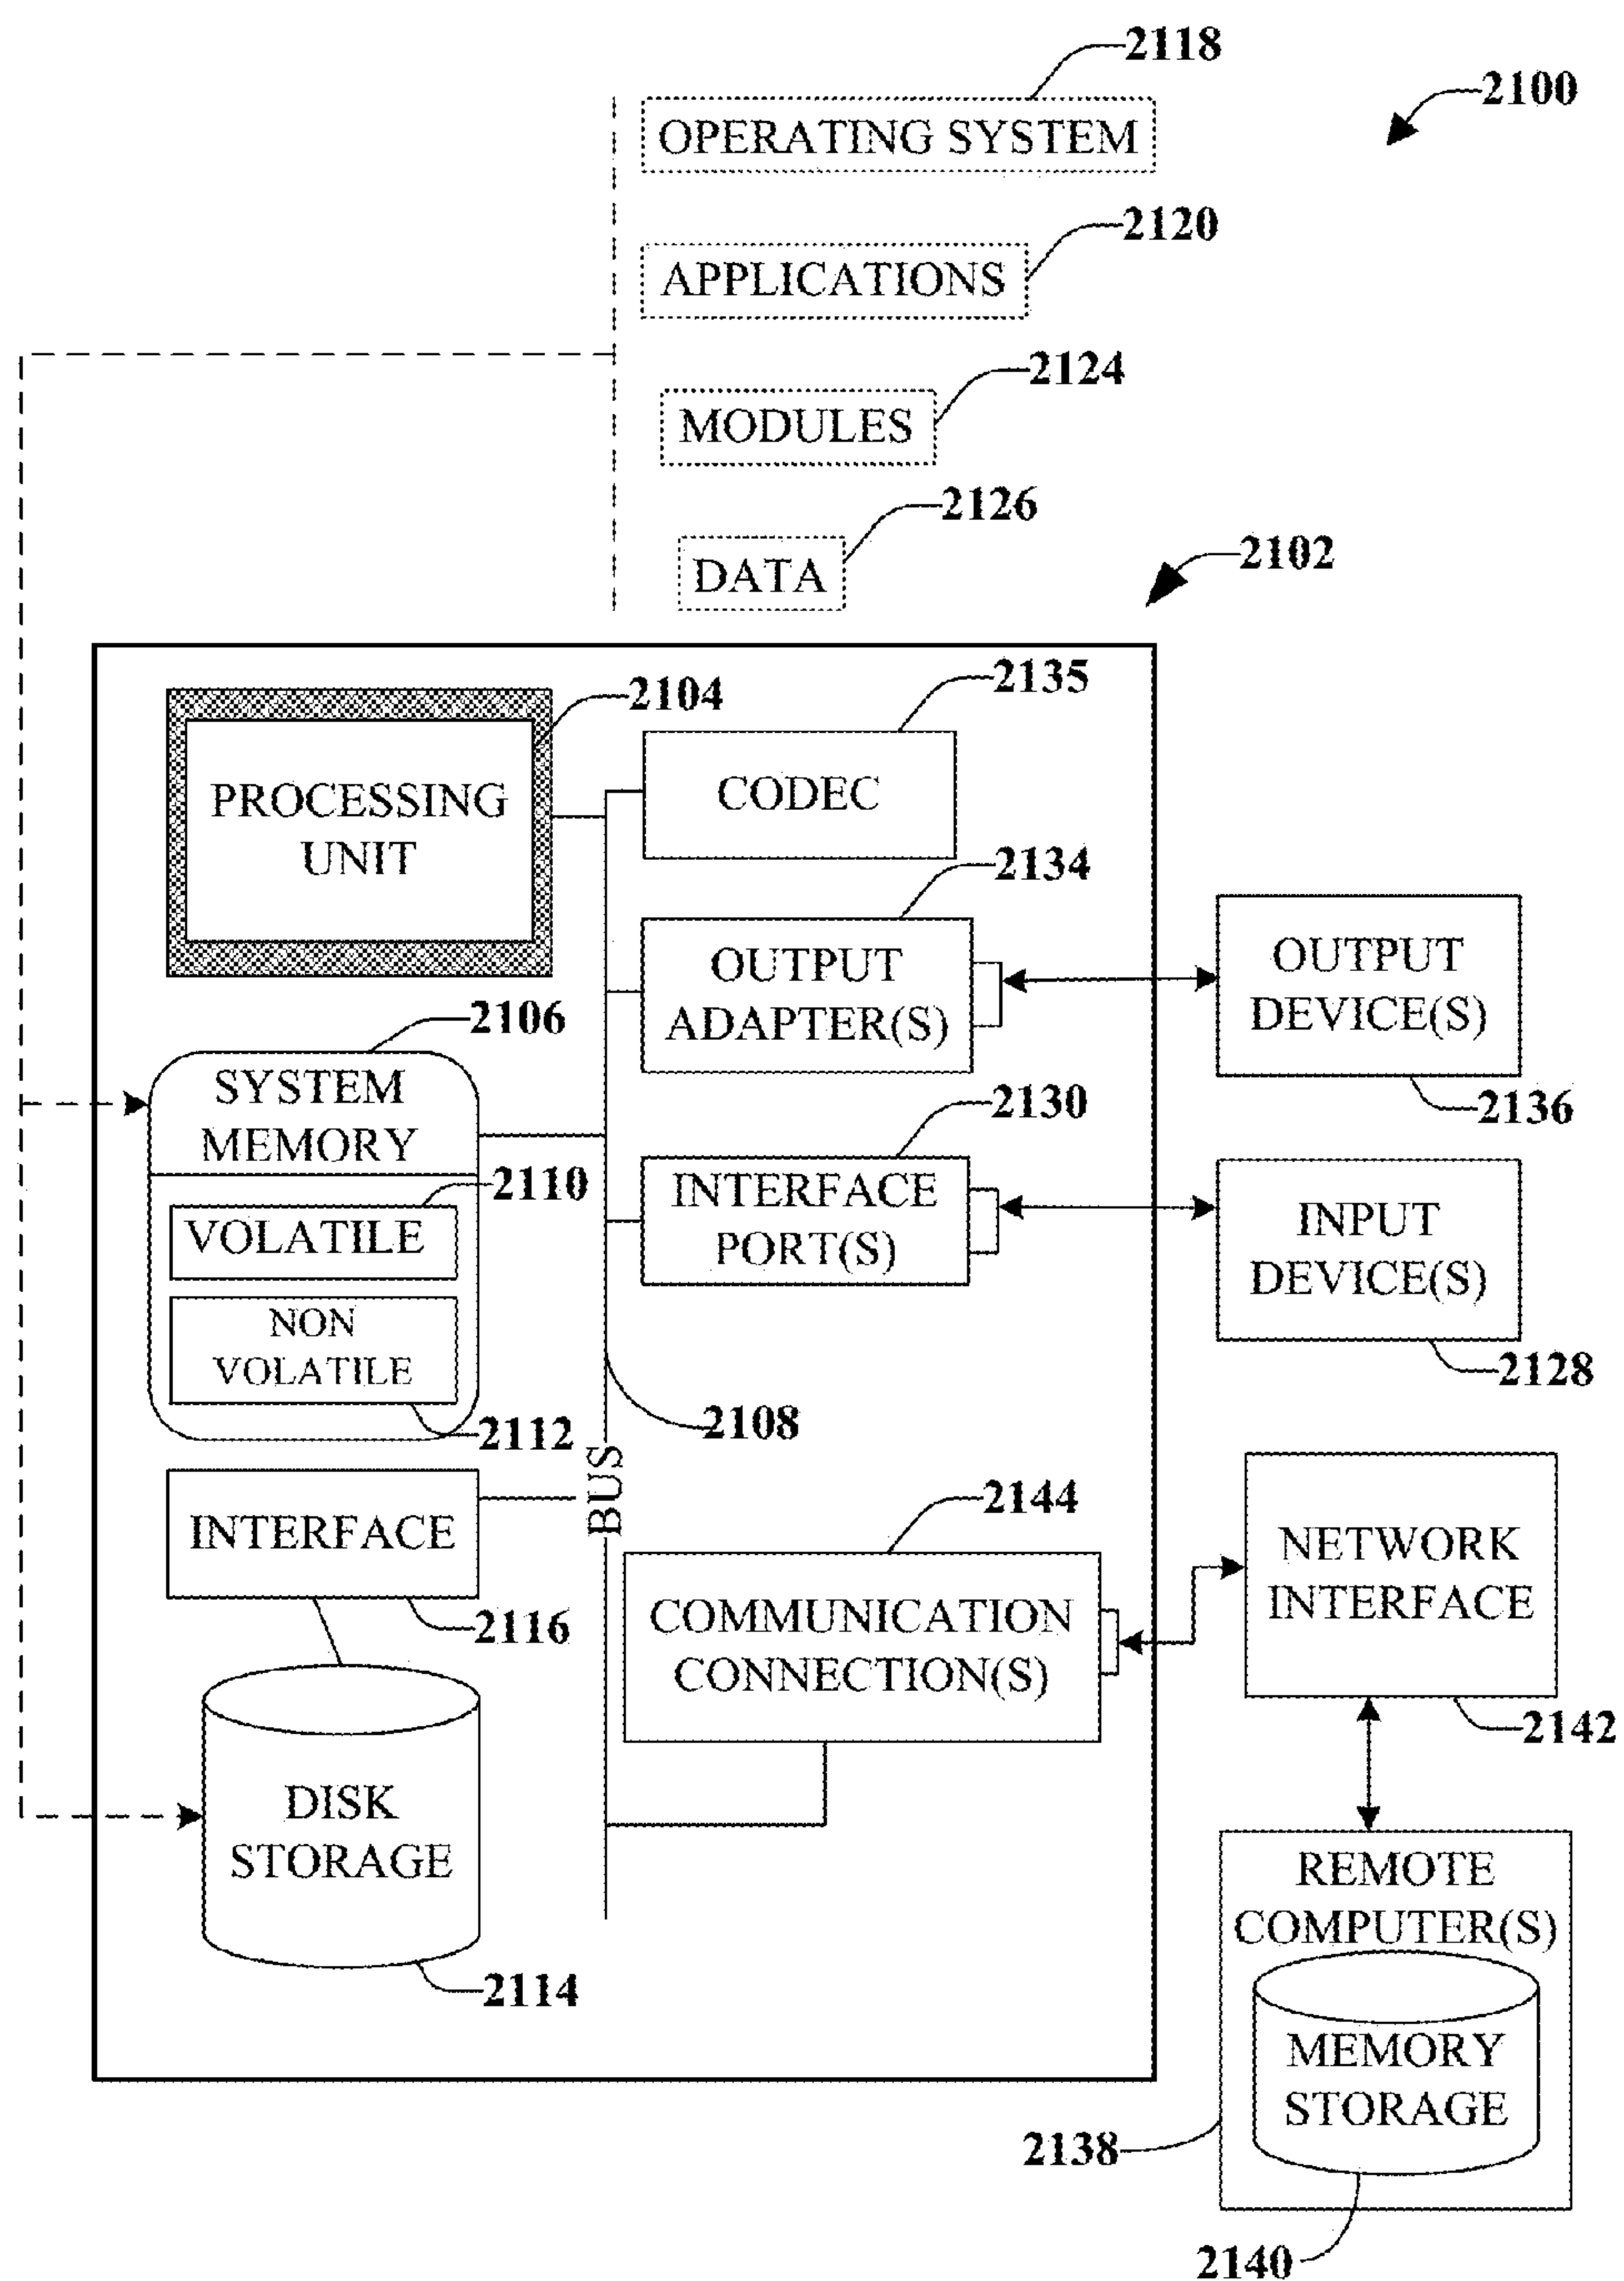 2118
2100
OPERATING SYSTEM
2120
APPLICATIONS
2124
MODULES
2126
DATA
2102
2104
PROCESSING
UNIT
2135
CODEC
2134
OUTPUT
ADAPTER(S)
OUTPUT
DEVICE(S)
2136
2106
SYSTEM
MEMORY
2110
VOLATILE
NON
VOLATILE
2112
2130
INTERFACE
PORT(S)
INPUT
DEVICE(S)
2128
2108
BUS
INTERFACE
2116
2144
COMMUNICATION
CONNECTION(S)
NETWORK
INTERFACE
2142
DISK
STORAGE
2114
REMOTE
COMPUTER(S)
MEMORY
STORAGE
2138
2140